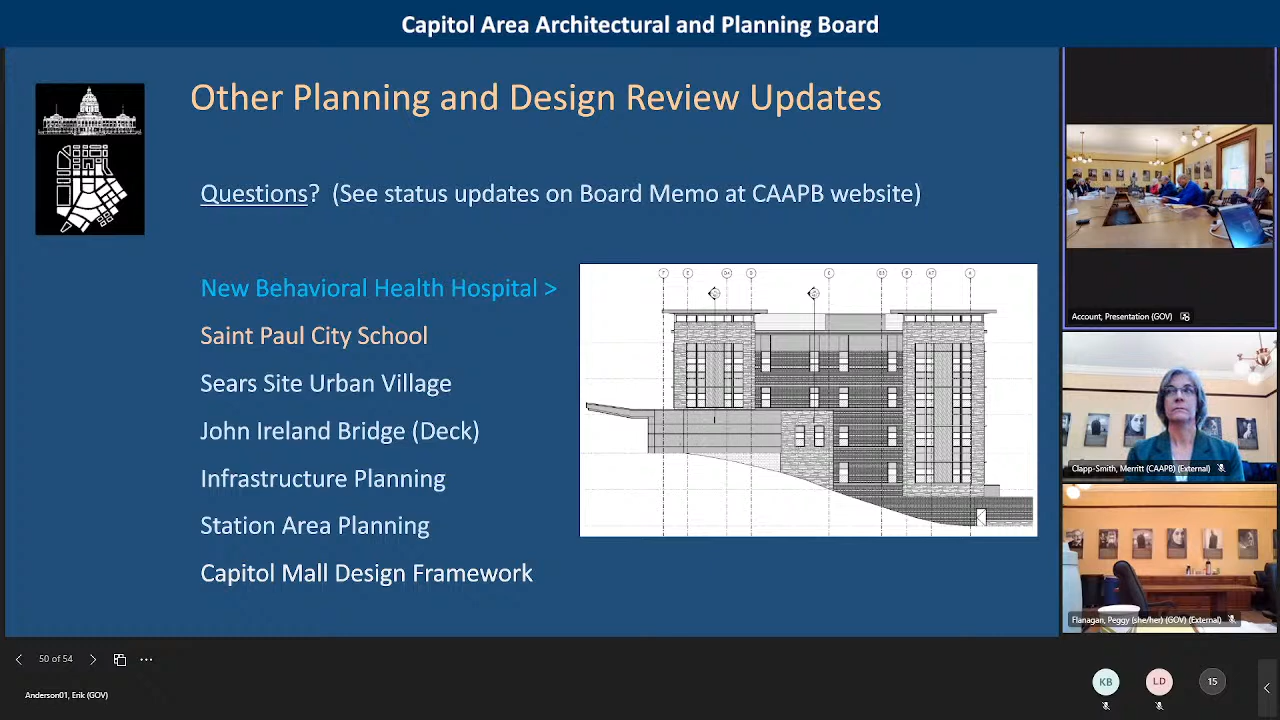 Capitol Area Architectural and Planning Board
Other Planning and Design Review Updates
Questions? (See status updates on Board Memo at CAAPB website)
New Behavioral Health Hospital >
Saint Paul City School
Sears Site Urban Village
John Ireland Bridge (Deck)
Infrastructure Planning
Station Area Planning
Capitol Mall Design Framework
Account, Presentation (GOV)
Clapp-Smith, Merritt (CAAPB) (External)
Flanagan, Peggy (she/her) (GOV) (External)
50 of 54
Anderson01, Erik (GOV)
KB
LD
15